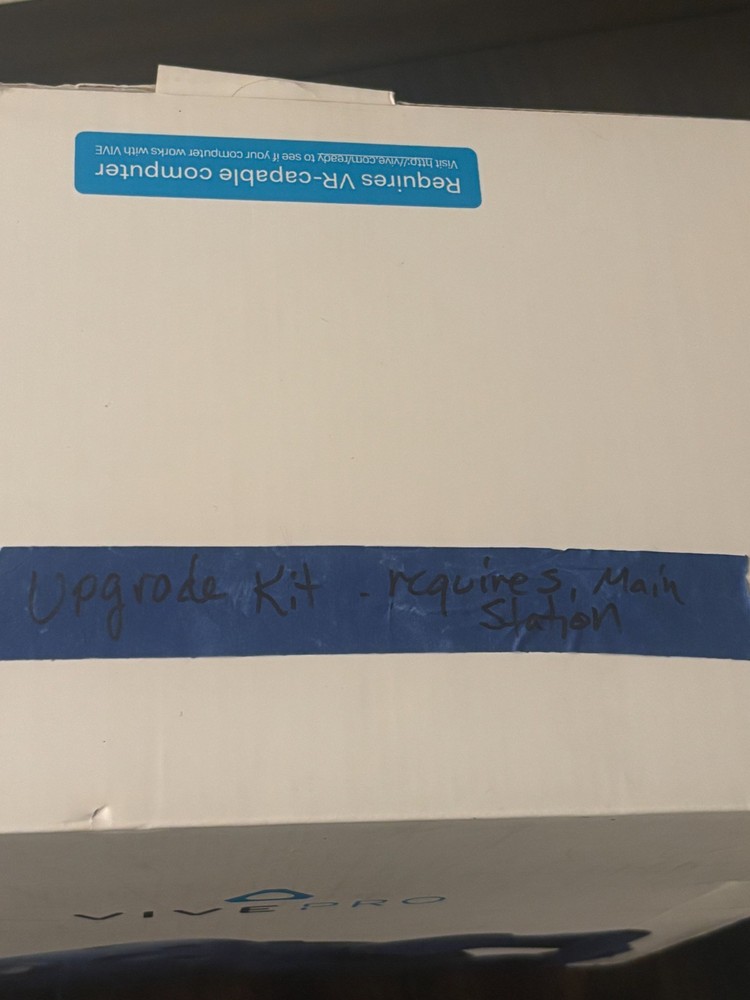 Requires VR-capable computer
Visit http://vive.com/ready to see if your computer works with VIVE
Upgrade Kit - requires, Main
Station
VIVE PRO